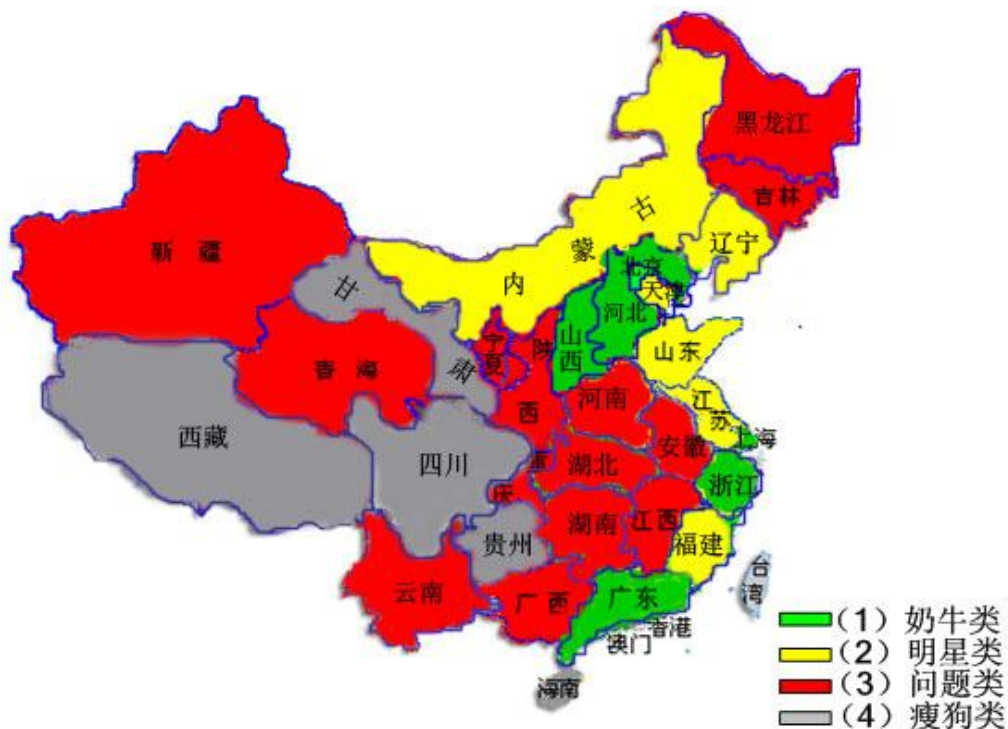 黑龙江
吉林
辽宁
内蒙古
新疆
甘肃
北京
天津
河北
山西
宁夏
陕西
山东
青海
河南
江苏
安徽
上海
西藏
四川
重庆
湖北
浙江
湖南
江西
贵州
福建
云南
广西
广东
台湾
香港
澳门
海南
(1) 奶牛类
(2) 明星类
(3) 问题类
(4) 瘦狗类